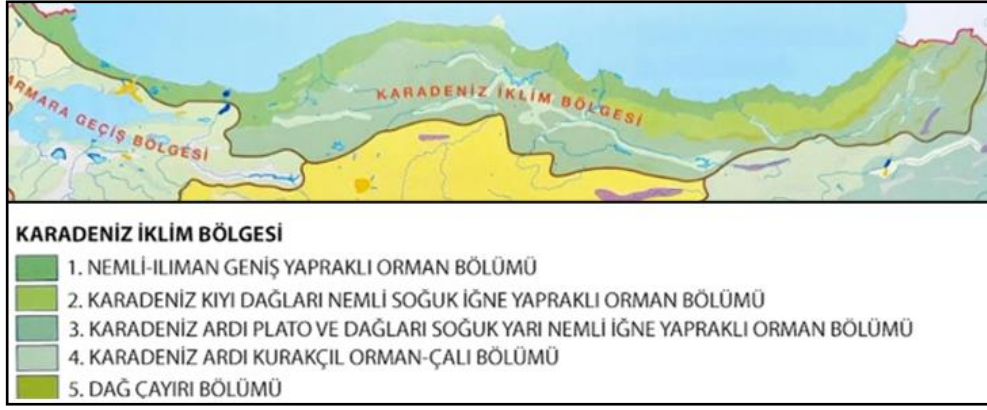 KARADENİZ İKLİM BÖLGESİ
ARMARA GEÇİŞ BÖLGESİ
KARADENİZ İKLİM BÖLGESİ
1. NEMLİ-ILIMAN GENİŞ YAPRAKLI ORMAN BÖLÜMÜ
2. KARADENİZ KIYI DAĞLARI NEMLİ SOĞUK İĞNE YAPRAKLI ORMAN BÖLÜMÜ
3. KARADENİZ ARDI PLATO VE DAĞLARI SOĞUK YARI NEMLİ İĞNE YAPRAKLI ORMAN BÖLÜMÜ
4. KARADENİZ ARDI KURAKÇIL ORMAN-ÇALI BÖLÜMÜ
5. DAĞ ÇAYIRI BÖLÜMÜ